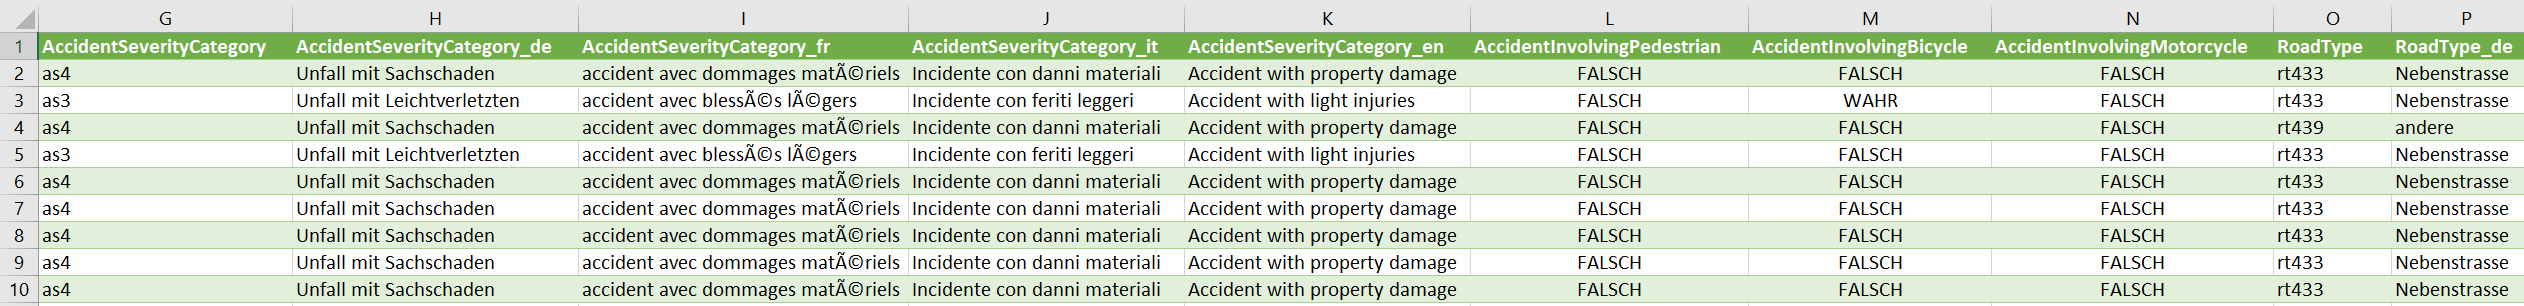 G H I J K L M N O P
1 AccidentSeverityCategory AccidentSeverityCategory_de AccidentSeverityCategory_fr AccidentSeverityCategory_it AccidentSeverityCategory_en AccidentInvolvingPedestrian AccidentInvolvingBicycle AccidentInvolvingMotorcycle RoadType RoadType_de
2 as4 Unfall mit Sachschaden accident avec dommages matÃ©riels Incidente con danni materiali Accident with property damage FALSCH FALSCH FALSCH rt433 Nebenstrasse
3 as3 Unfall mit Leichtverletzten accident avec blessÃ©s lÃ©gers Incidente con feriti leggeri Accident with light injuries FALSCH WAHR FALSCH rt433 Nebenstrasse
4 as4 Unfall mit Sachschaden accident avec dommages matÃ©riels Incidente con danni materiali Accident with property damage FALSCH FALSCH FALSCH rt439 andere
5 as3 Unfall mit Leichtverletzten accident avec blessÃ©s lÃ©gers Incidente con feriti leggeri Accident with light injuries FALSCH FALSCH FALSCH rt433 Nebenstrasse
6 as4 Unfall mit Sachschaden accident avec dommages matÃ©riels Incidente con danni materiali Accident with property damage FALSCH FALSCH FALSCH rt433 Nebenstrasse
7 as4 Unfall mit Sachschaden accident avec dommages matÃ©riels Incidente con danni materiali Accident with property damage FALSCH FALSCH FALSCH rt433 Nebenstrasse
8 as4 Unfall mit Sachschaden accident avec dommages matÃ©riels Incidente con danni materiali Accident with property damage FALSCH FALSCH FALSCH rt433 Nebenstrasse
9 as4 Unfall mit Sachschaden accident avec dommages matÃ©riels Incidente con danni materiali Accident with property damage FALSCH FALSCH FALSCH rt433 Nebenstrasse
10 as4 Unfall mit Sachschaden accident avec dommages matÃ©riels Incidente con danni materiali Accident with property damage FALSCH FALSCH FALSCH rt433 Nebenstrasse